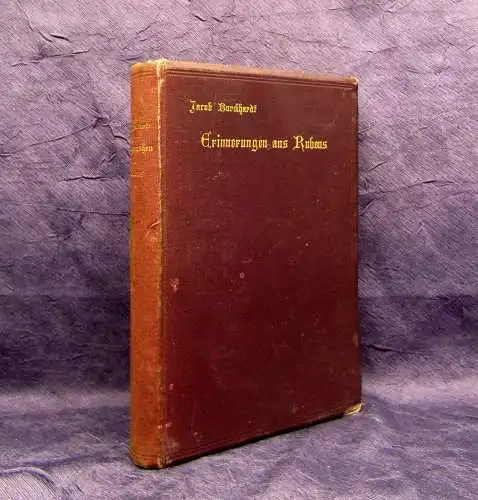 Jacob Burckhardt
Erinnerungen aus Rubens